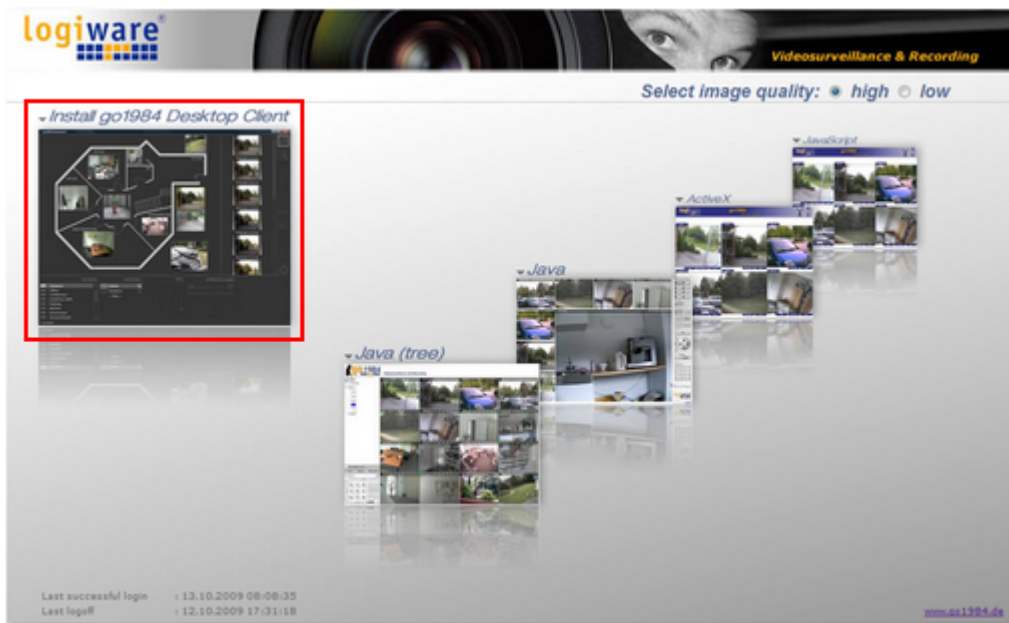 logiware®
Videosurveillance & Recording
Select image quality: high low
Install go1984 Desktop Client
JavaScript
ActiveX
Java
Java (tree)
Last successful login : 13.10.2009 08:08:35
Last logoff : 12.10.2009 17:31:18
www.go1984.de